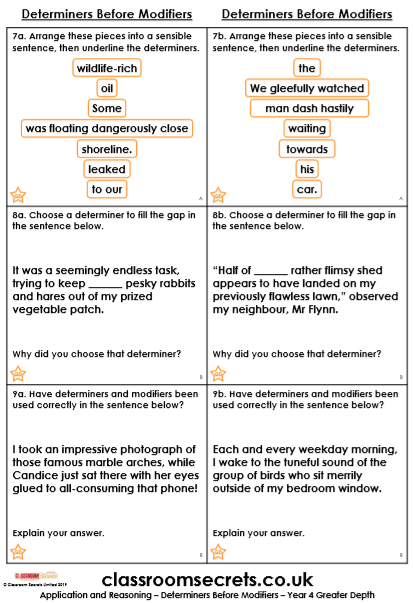 Determiners Before Modifiers
7a. Arrange these pieces into a sensible
sentence, then underline the determiners.
wildlife-rich
oil
Some
was floating dangerously close
shoreline.
leaked
to our
GD
A
Determiners Before Modifiers
7b. Arrange these pieces into a sensible
sentence, then underline the determiners.
the
We gleefully watched
man dash hastily
waiting
towards
his
car.
GD
A
8a. Choose a determiner to fill the gap in
the sentence below.
It was a seemingly endless task,
trying to keep ______ pesky rabbits
and hares out of my prized
vegetable patch.
Why did you choose that determiner?
GD
B
8b. Choose a determiner to fill the gap in
the sentence below.
“Half of ______ rather flimsy shed
appears to have landed on my
previously flawless lawn,” observed
my neighbour, Mr Flynn.
Why did you choose that determiner?
GD
B
9a. Have determiners and modifiers been
used correctly in the sentence below?
I took an impressive photograph of
those famous marble arches, while
Candice just sat there with her eyes
glued to all-consuming that phone!
Explain your answer.
GD
B
9b. Have determiners and modifiers been
used correctly in the sentence below?
Each and every weekday morning,
I wake to the tuneful sound of the
group of birds who sit merrily
outside of my bedroom window.
Explain your answer.
GD
B
CLASSROOM Secrets
© Classroom Secrets Limited 2019
classroomsecrets.co.uk
Application and Reasoning – Determiners Before Modifiers – Year 4 Greater Depth